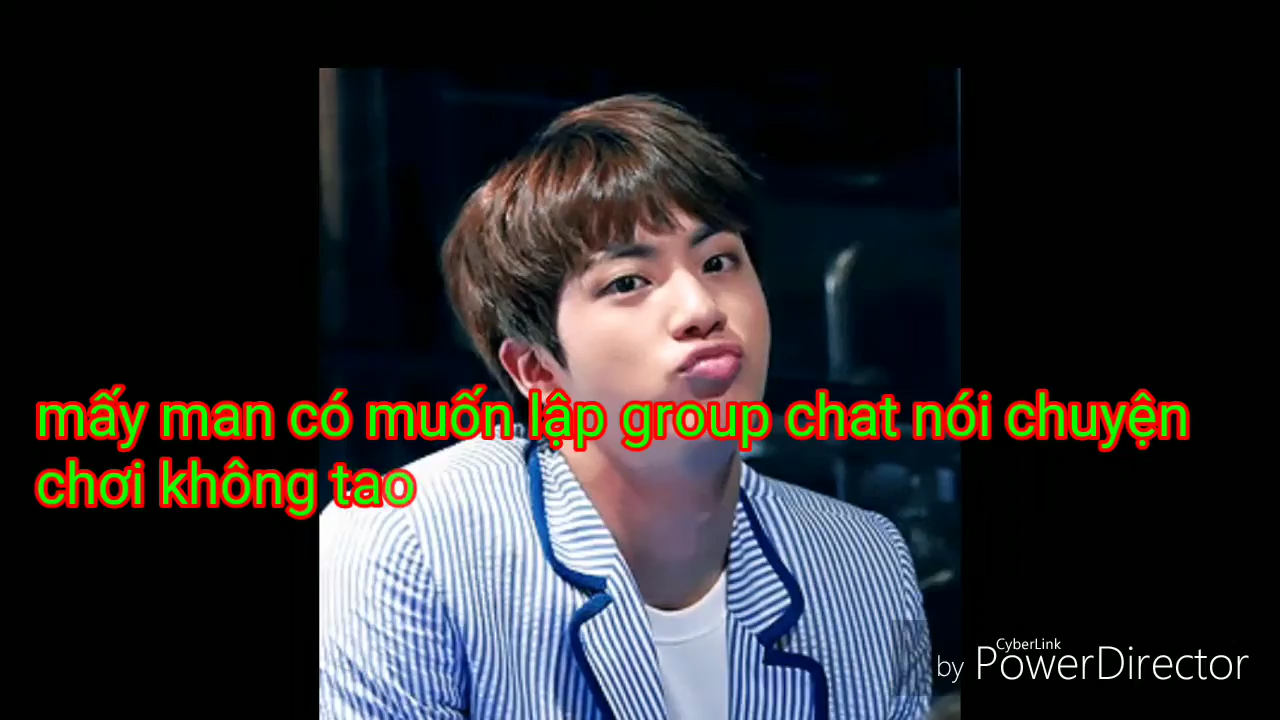 mấy man có muốn lập group chat nói chuyện
chơi không tao
CyberLink
by PowerDirector